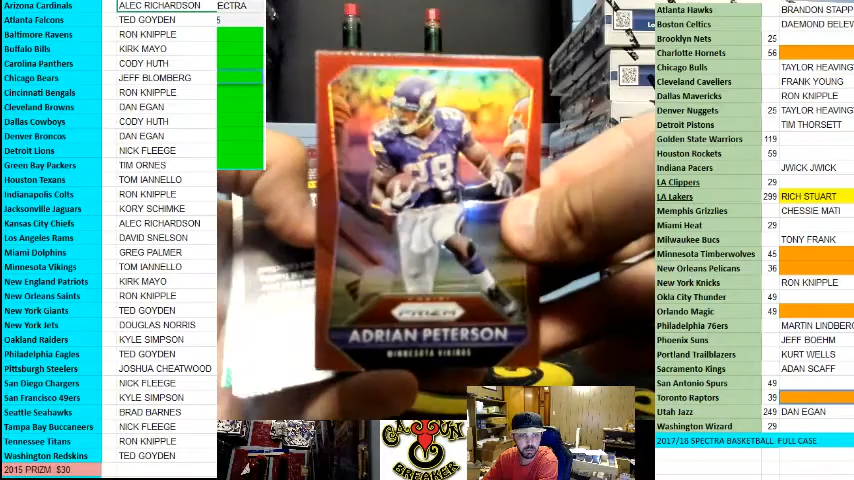 Arizona Cardinals ALEC RICHARDSON ECTRA
Atlanta Falcons TED GOYDEN 5
Baltimore Ravens RON KNIPPLE
Buffalo Bills KIRK MAYO
Carolina Panthers CODY HUTH
Chicago Bears JEFF BLOMBERG
Cincinnati Bengals RON KNIPPLE
Cleveland Browns DAN EGAN
Dallas Cowboys CODY HUTH
Denver Broncos DAN EGAN
Detroit Lions NICK FLEEGE
Green Bay Packers TIM ORNES
Houston Texans TOM IANNELLO
Indianapolis Colts RON KNIPPLE
Jacksonville Jaguars KORY SCHIMKE
Kansas City Chiefs ALEC RICHARDSON
Los Angeles Rams DAVID SNELSON
Miami Dolphins GREG PALMER
Minnesota Vikings TOM IANNELLO
New England Patriots KIRK MAYO
New Orleans Saints RON KNIPPLE
New York Giants TED GOYDEN
New York Jets DOUGLAS NORRIS
Oakland Raiders KYLE SIMPSON
Philadelphia Eagles TED GOYDEN
Pittsburgh Steelers JOSHUA CHEATWOOD
San Diego Chargers NICK FLEEGE
San Francisco 49ers KYLE SIMPSON
Seattle Seahawks BRAD BARNES
Tampa Bay Buccaneers NICK FLEEGE
Tennessee Titans RON KNIPPLE
Washington Redskins TED GOYDEN
2015 PRIZM $30
28
PANINI
PRIZM
ADRIAN PETERSON
MINNESOTA VIKINGS
CAJUN
BREAKER
Atlanta Hawks BRANDON STAPP
Boston Celtics DAEMOND BELEW
Brooklyn Nets 25
Charlotte Hornets 56
Chicago Bulls TAYLOR HEAVING
Cleveland Caveliers FRANK YOUNG
Dallas Mavericks RON KNIPPLE
Denver Nuggets 25 TAYLOR HEAVING
Detroit Pistons TIM THORSETT
Golden State Warriors 119
Houston Rockets 59
Indiana Pacers JWICK JWICK
LA Clippers 29
LA Lakers 299 RICH STUART
Memphis Grizzlies CHESSIE MATI
Miami Heat 29
Milwaukee Bucs TONY FRANK
Minnesota Timberwolves 45
New Orleans Pelicans 36
New York Knicks RON KNIPPLE
Okla City Thunder 49
Orlando Magic 49
Philadelphia 76ers MARTIN LINDBERG
Phoenix Suns JEFF BOEHM
Portland Trailblazers KURT WELLS
Sacramento Kings ADAN SCAFF
San Antonio Spurs 49
Toronto Raptors 39
Utah Jazz 249 DAN EGAN
Washington Wizard 29
2017/18 SPECTRA BASKETBALL FULL CASE